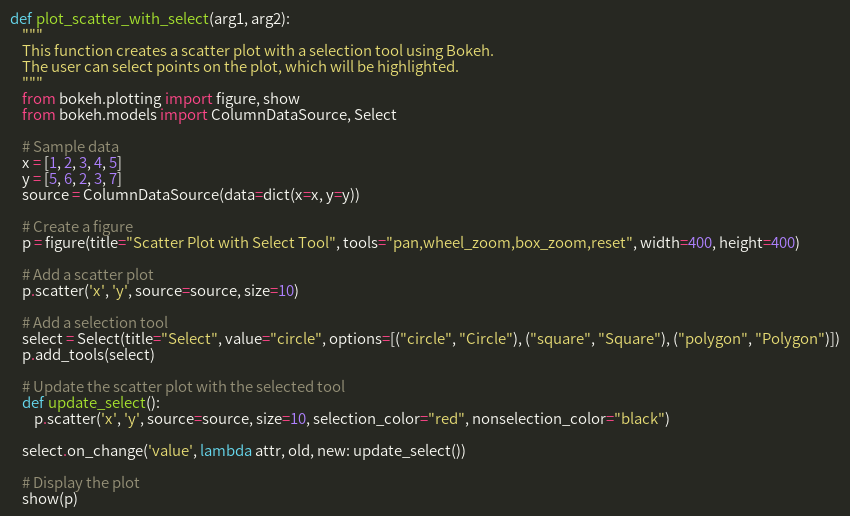 def plot_scatter_with_select(arg1, arg2):
"""
This function creates a scatter plot with a selection tool using Bokeh.
The user can select points on the plot, which will be highlighted.
"""
from bokeh.plotting import figure, show
from bokeh.models import ColumnDataSource, Select
# Sample data
x = [1, 2, 3, 4, 5]
y = [5, 6, 2, 3, 7]
source = ColumnDataSource(data=dict(x=x, y=y))
# Create a figure
p = figure(title="Scatter Plot with Select Tool", tools="pan,wheel_zoom,box_zoom,reset", width=400, height=400)
# Add a scatter plot
p.scatter('x', 'y', source=source, size=10)
# Add a selection tool
select = Select(title="Select", value="circle", options=[("circle", "Circle"), ("square", "Square"), ("polygon", "Polygon")])
p.add_tools(select)
# Update the scatter plot with the selected tool
def update_select():
p.scatter('x', 'y', source=source, size=10, selection_color="red", nonselection_color="black")
select.on_change('value', lambda attr, old, new: update_select())
# Display the plot
show(p)